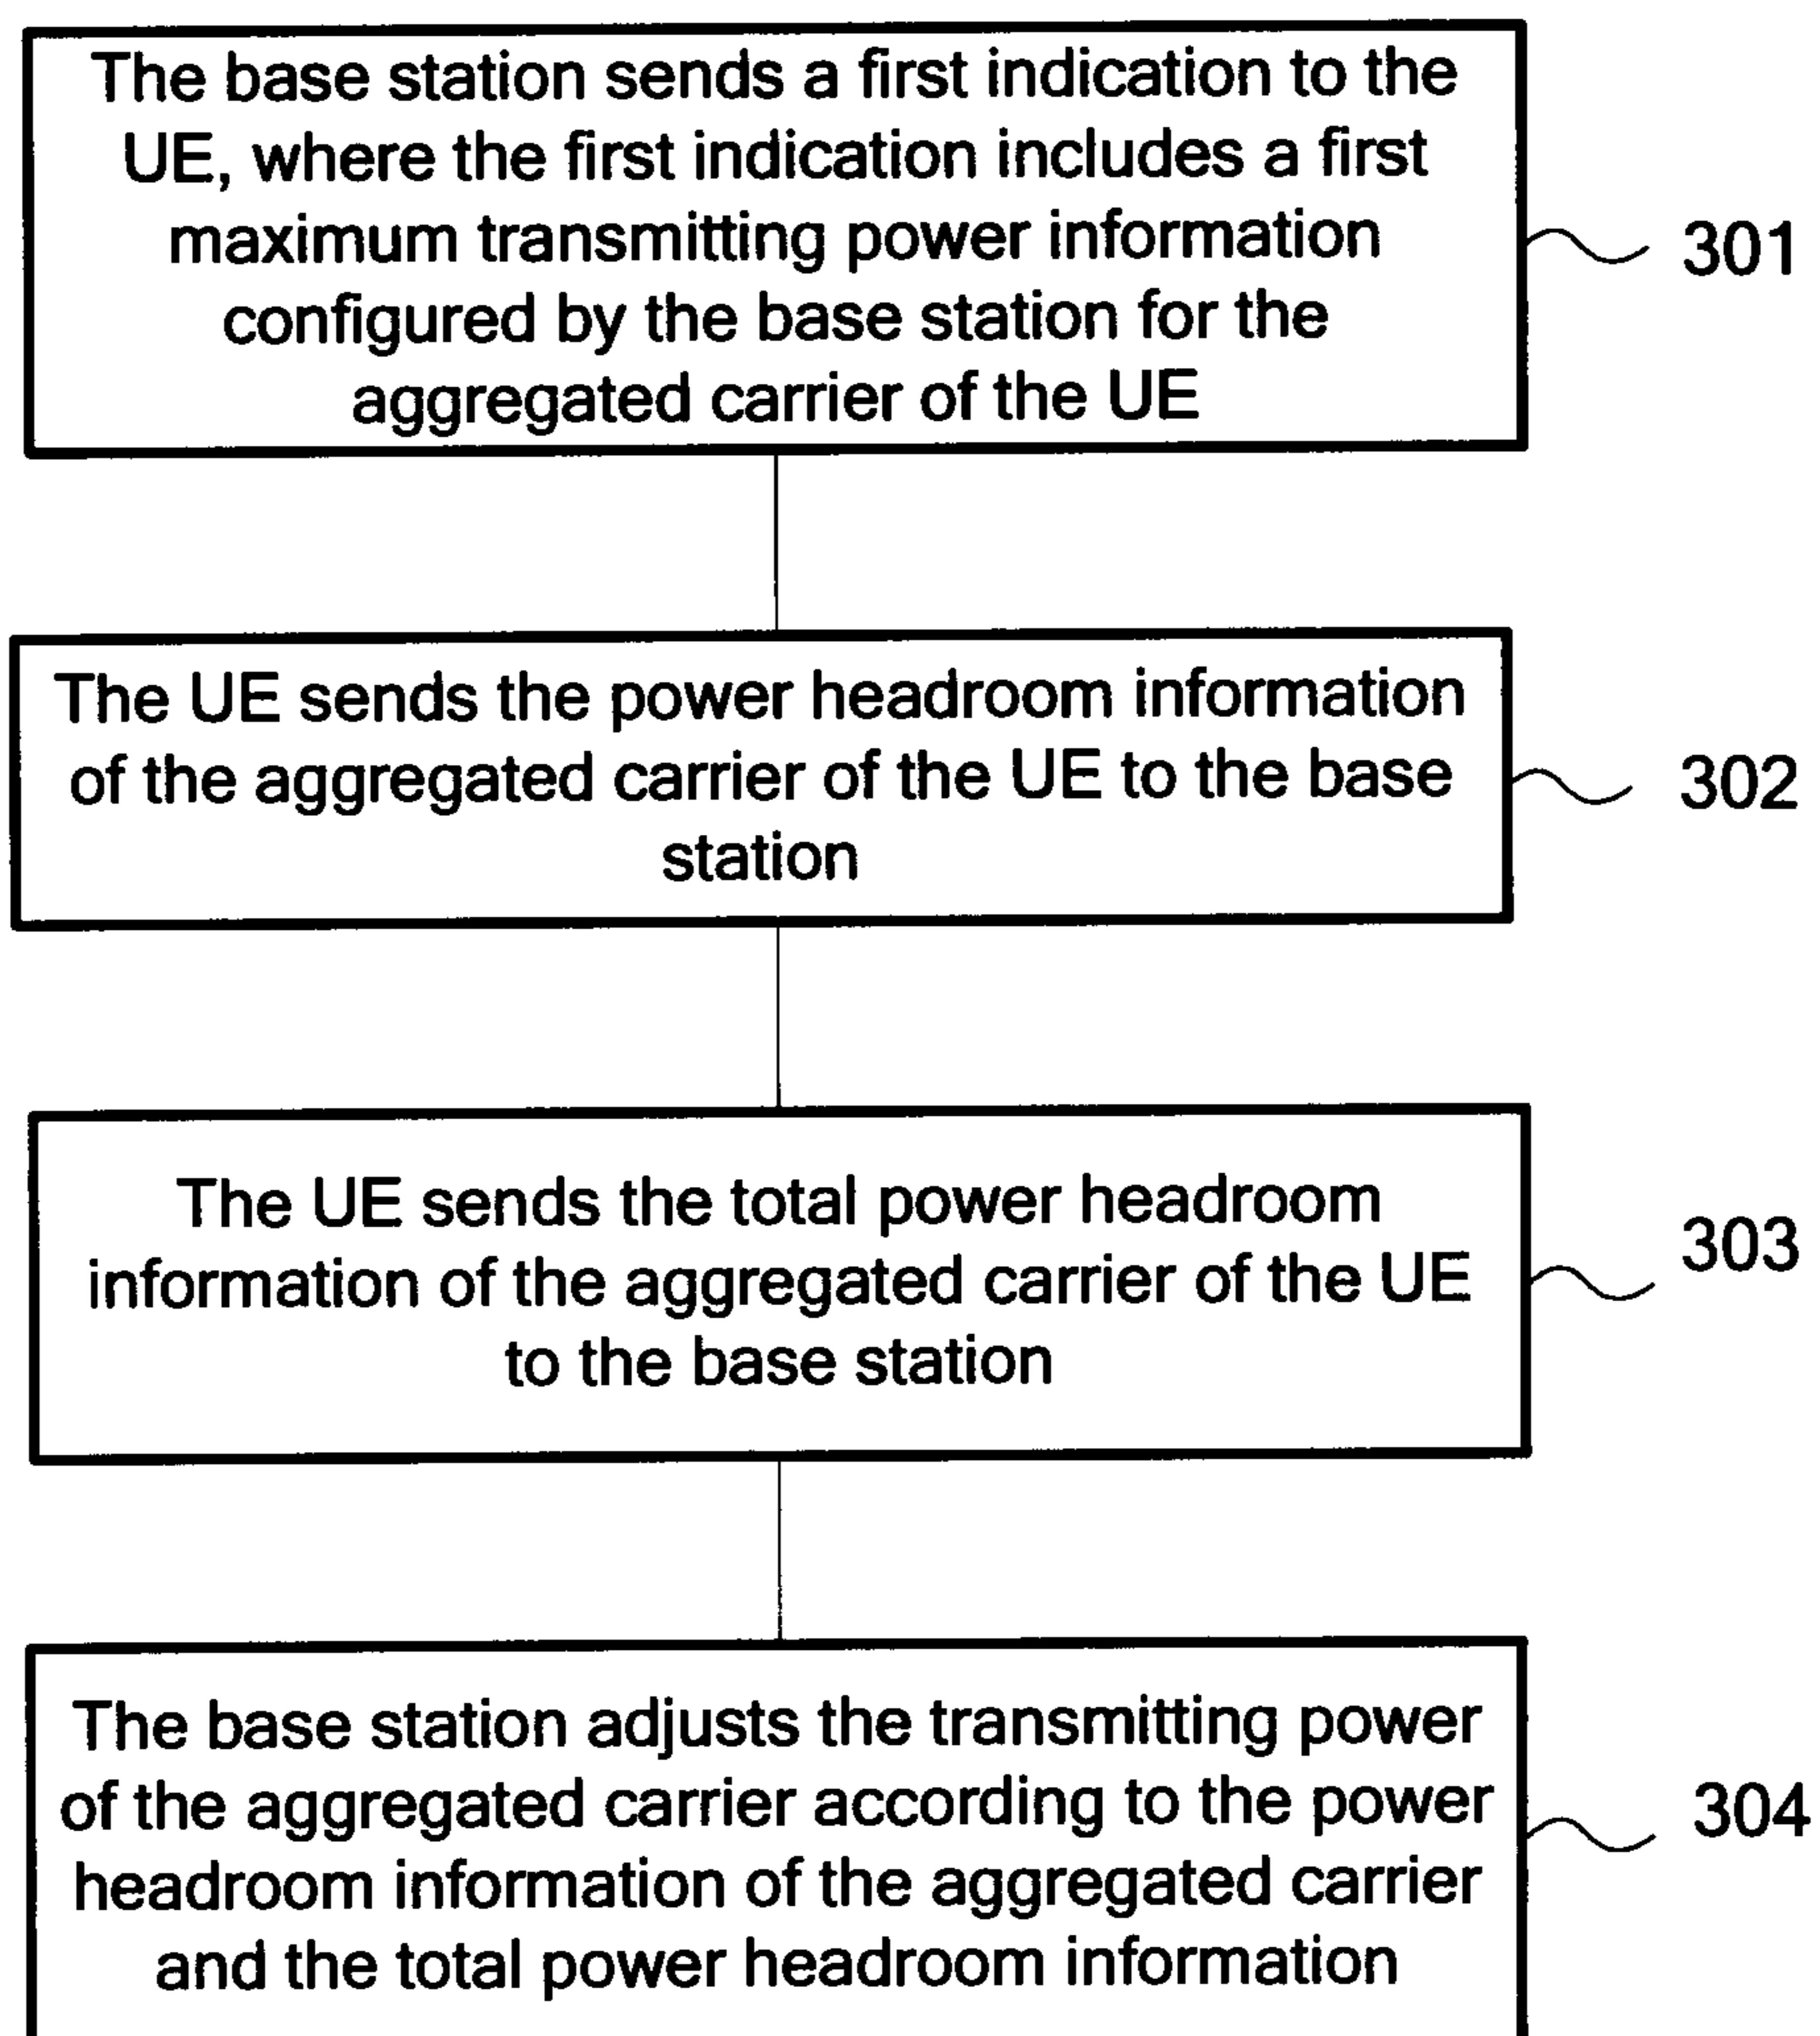 The base station sends a first indication to the
UE, where the first indication includes a first
maximum transmitting power information
configured by the base station for the
aggregated carrier of the UE
301
The UE sends the power headroom information
of the aggregated carrier of the UE to the base
station
302
The UE sends the total power headroom
information of the aggregated carrier of the UE
to the base station
303
The base station adjusts the transmitting power
of the aggregated carrier according to the power
headroom information of the aggregated carrier
and the total power headroom information
304